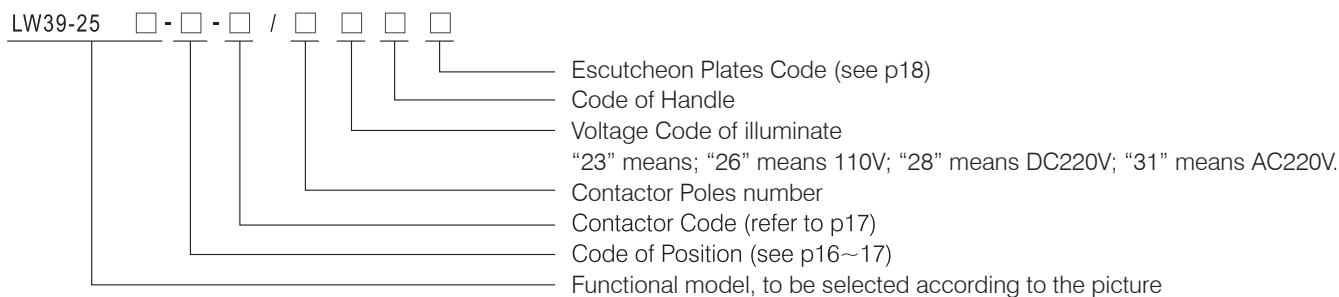 LW39-25 □ - □ - □ / □ □ □ □
Escutcheon Plates Code (see p18)
Code of Handle
Voltage Code of illuminate
“23” means; “26” means 110V; “28” means DC220V; “31” means AC220V.
Contactor Poles number
Contactor Code (refer to p17)
Code of Position (see p16~17)
Functional model, to be selected according to the picture